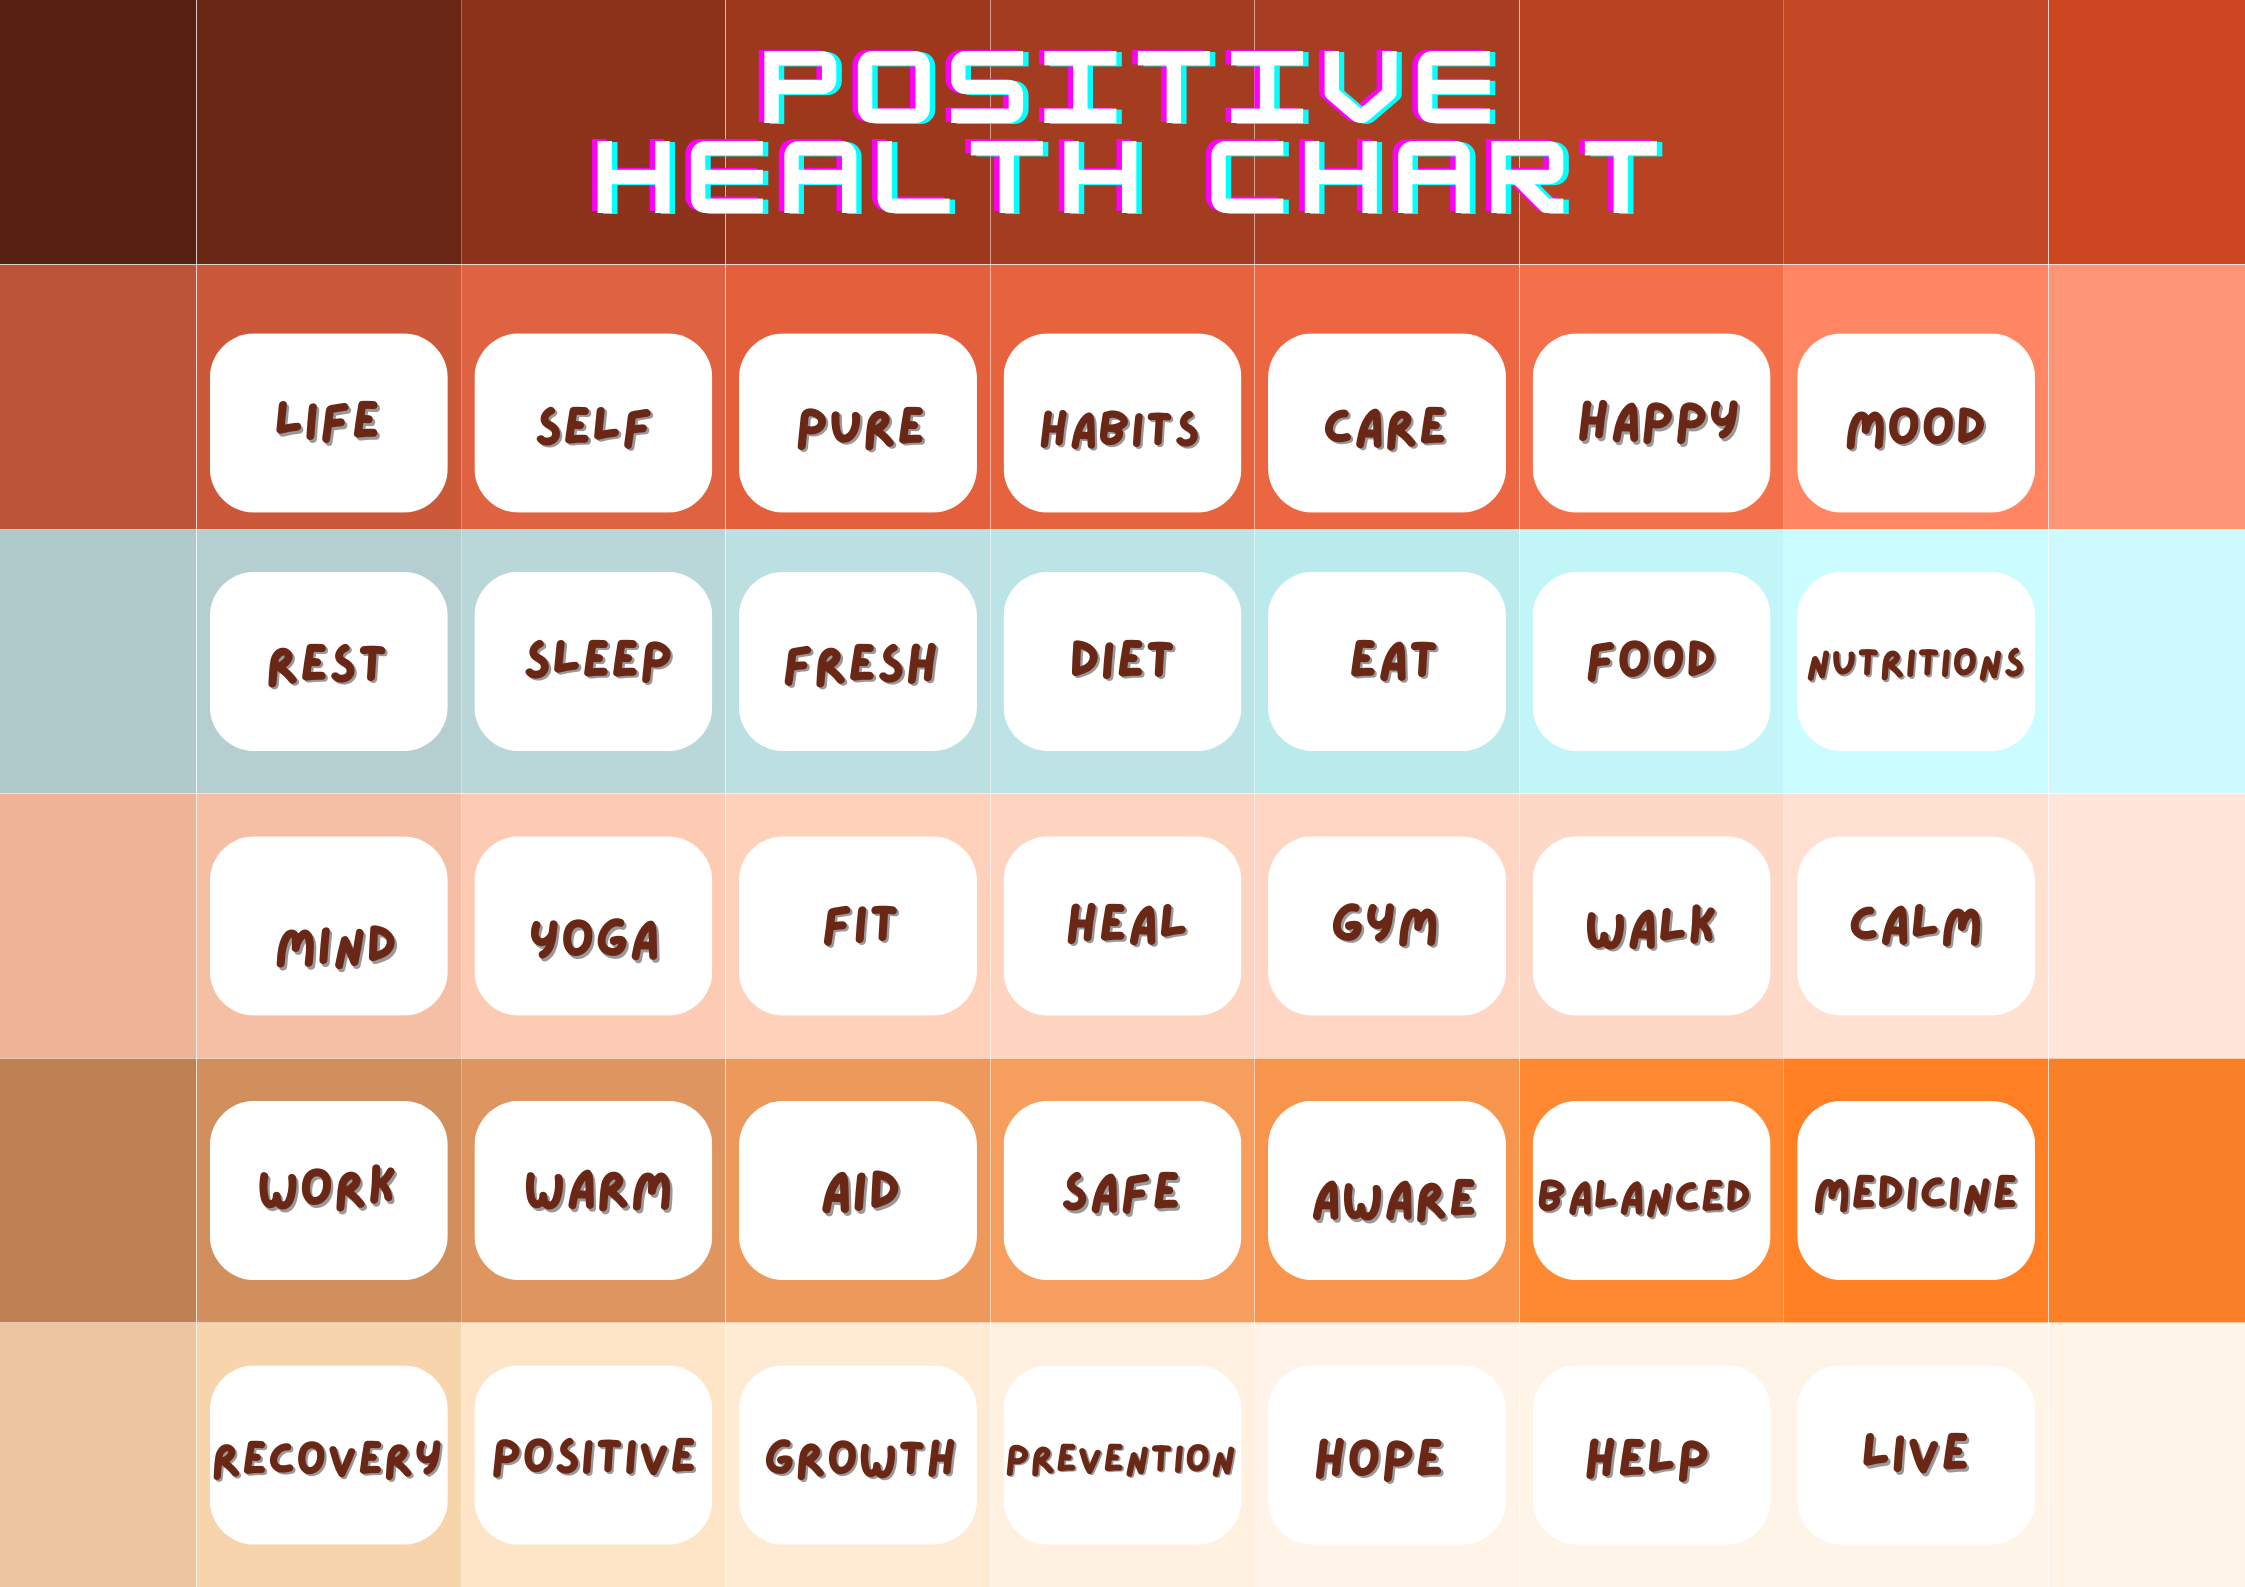 POSITIVE
HEALTH CHART
LIFE SELF PURE HABITS CARE HAPPY MOOD
REST SLEEP FRESH DIET EAT FOOD NUTRITIONS
MIND YOGA FIT HEAL GYM WALK CALM
WORK WARM AID SAFE AWARE BALANCED MEDICINE
RECOVERY POSITIVE GROWTH PREVENTION HOPE HELP LIVE